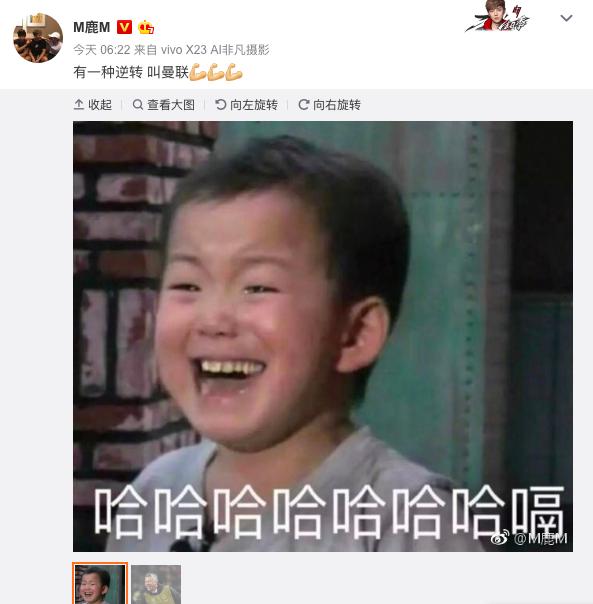 M鹿M
今天 06:22 来自 vivo X23 AI非凡摄影
有一种逆转 叫曼联💪💪💪
收起 查看大图 向左旋转 向右旋转
哈哈哈哈哈哈哈嗝
@M鹿M